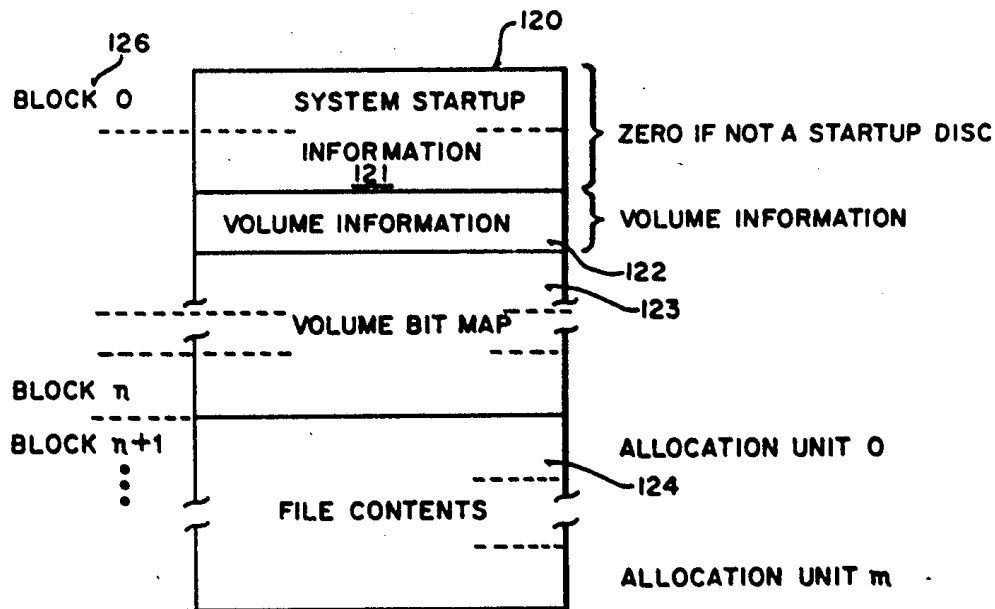 120
126
BLOCK 0
SYSTEM STARTUP
INFORMATION
121
ZERO IF NOT A STARTUP DISC
VOLUME INFORMATION
VOLUME INFORMATION
122
123
VOLUME BIT MAP
BLOCK n
BLOCK n+1
ALLOCATION UNIT 0
124
FILE CONTENTS
ALLOCATION UNIT m